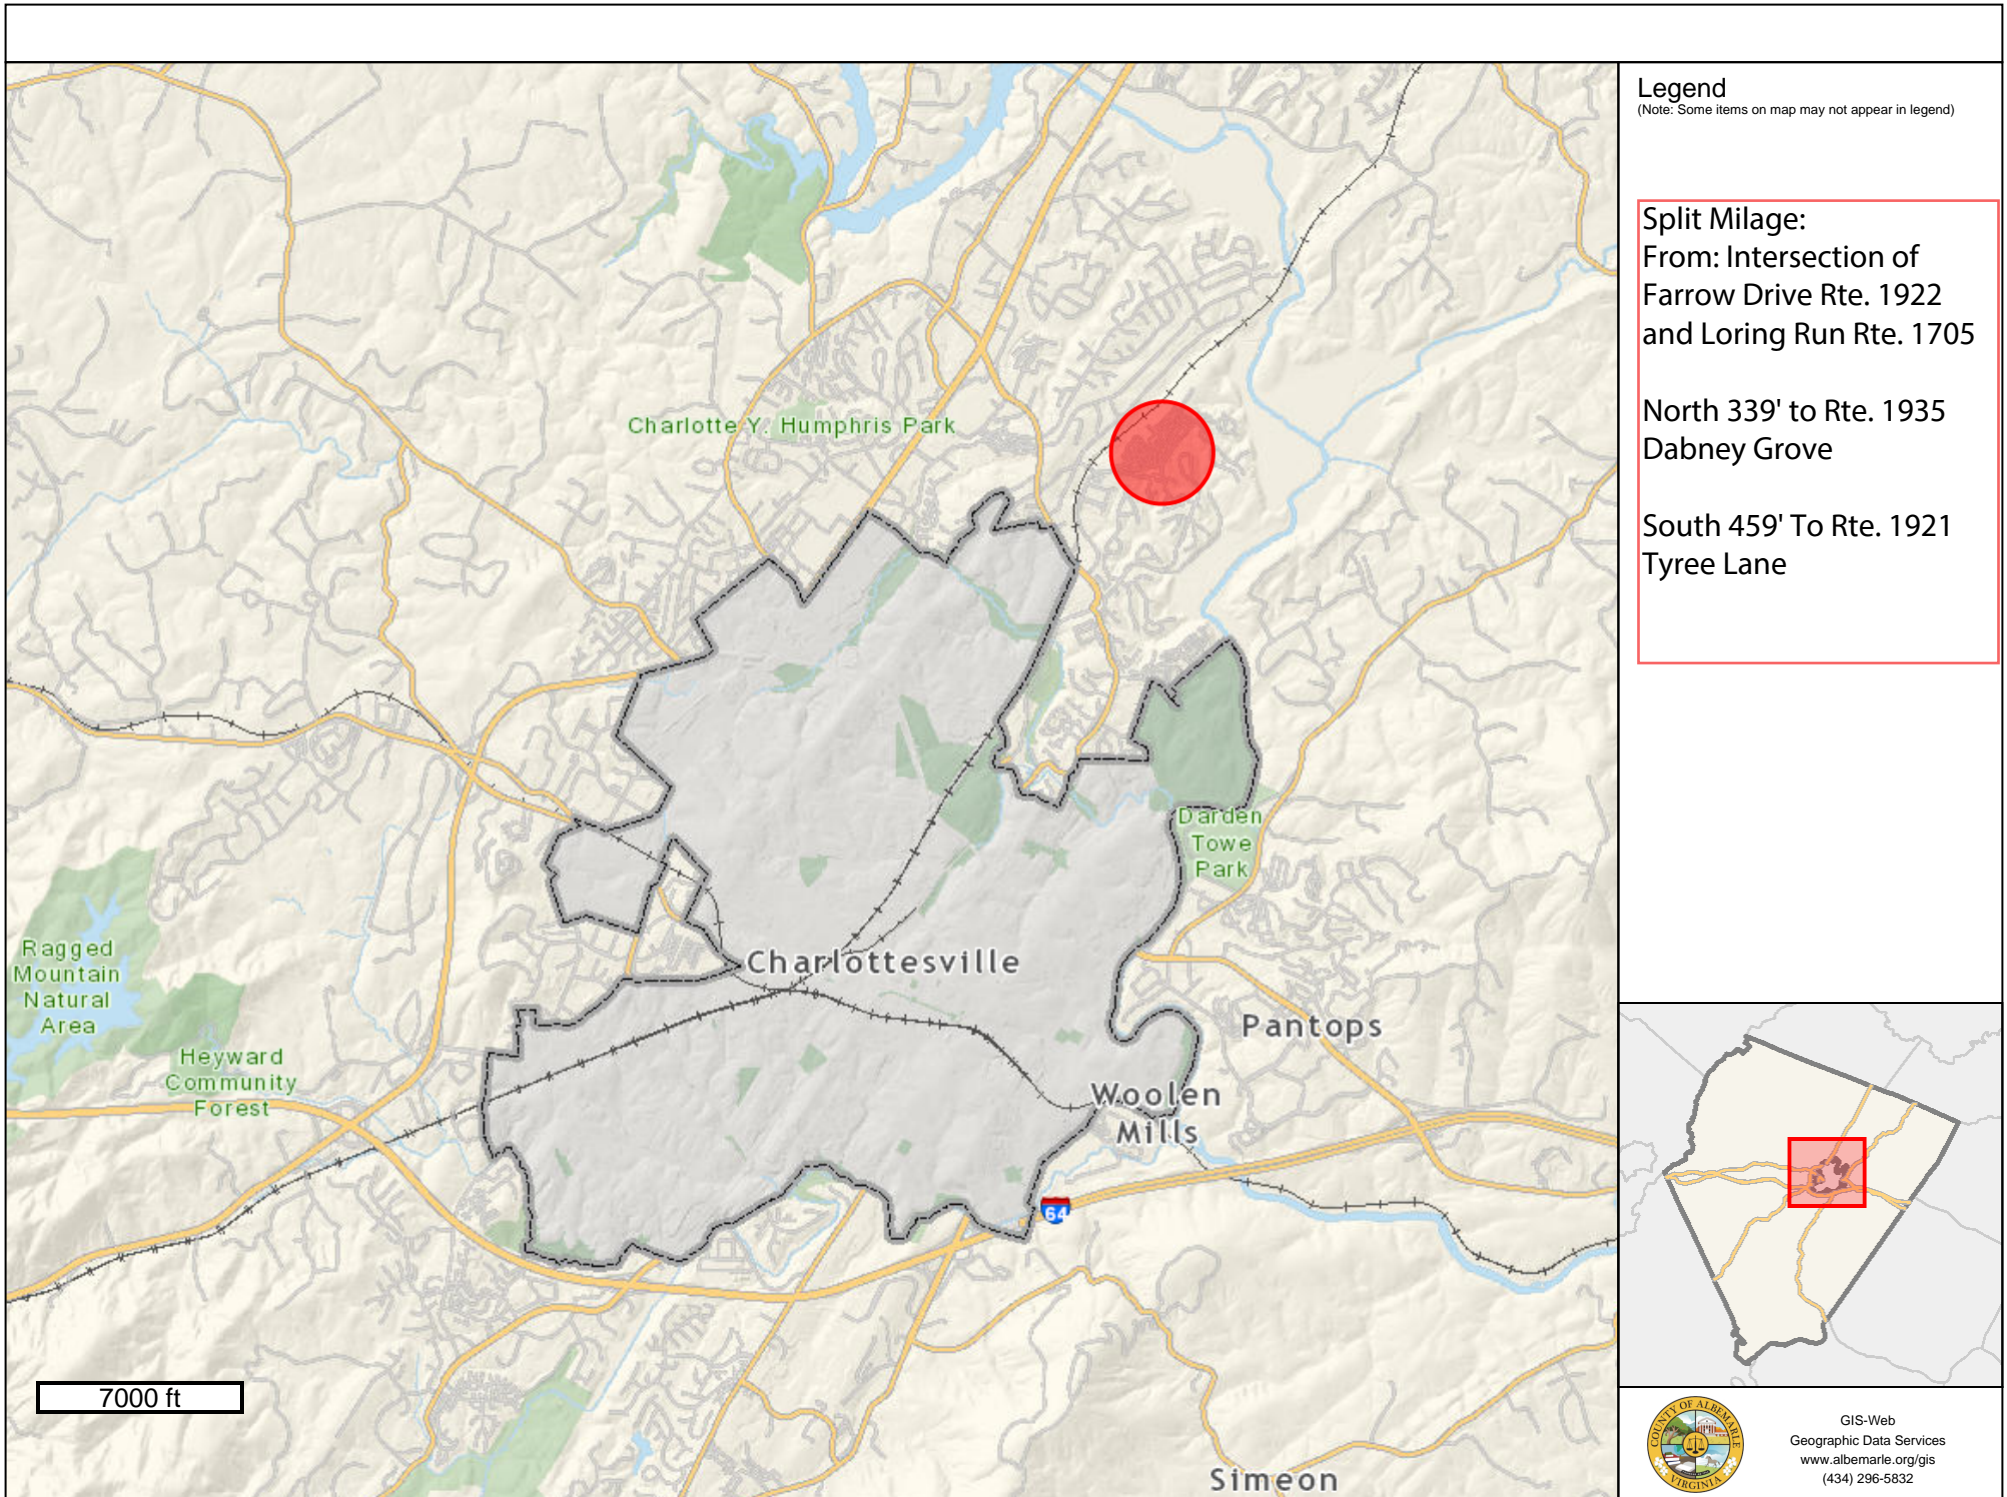 Legend
(Note: Some items on map may not appear in legend)
Split Milage:
From: Intersection of
Farrow Drive Rte. 1922
and Loring Run Rte. 1705
North 339' to Rte. 1935
Dabney Grove
South 459' To Rte. 1921
Tyree Lane
Charlotte Y. Humphris Park
Darden
Towe
Park
Charlottesville
Ragged
Mountain
Natural
Area
Heyward
Community
Forest
Pantops
Woolen
Mills
64
7000 ft
Simeon
COUNTY OF ALBEMARLE
VIRGINIA
GIS-Web
Geographic Data Services
www.albemarle.org/gis
(434) 296-5832